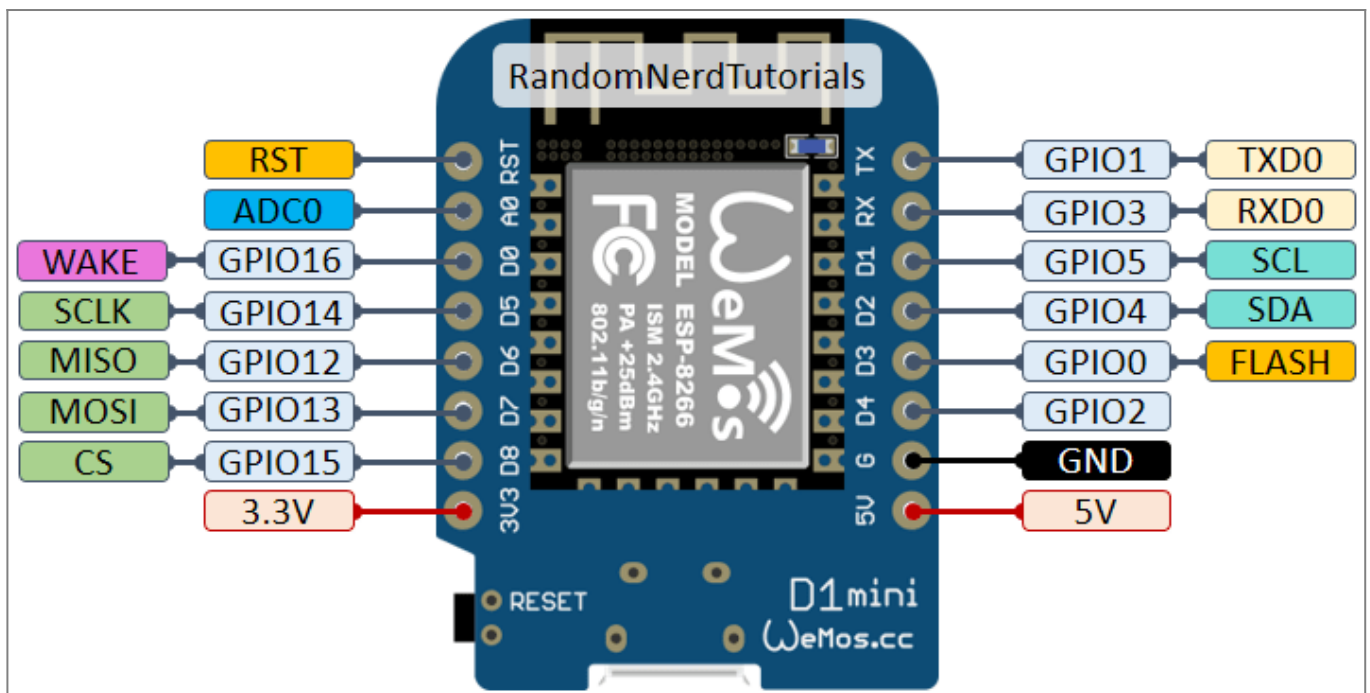 RandomNerdTutorials
RST RST TX GPIO1 TXD0
ADC0 A0 RX GPIO3 RXD0
WAKE GPIO16 D0 D1 GPIO5 SCL
SCLK GPIO14 D5 D2 GPIO4 SDA
MISO GPIO12 D6 D3 GPIO0 FLASH
MOSI GPIO13 D7 D4 GPIO2
CS GPIO15 D8 G GND
3.3V 3V3 5V 5V
WeMos
MODEL ESP-8266
ISM 2.4GHz
PA +25dBm
802.11b/g/n
FC
RESET
D1mini
WeMos.cc